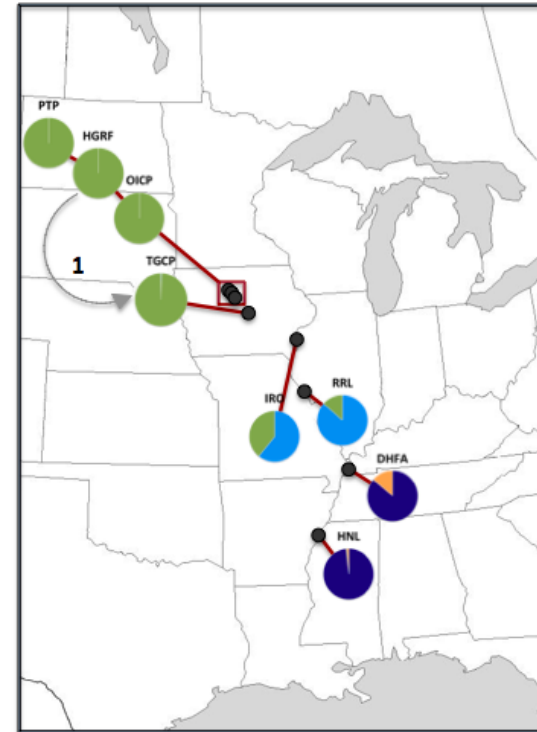 PTP
HGRF
OICP
TGCP
1
IRO
RRL
DHFA
HNL